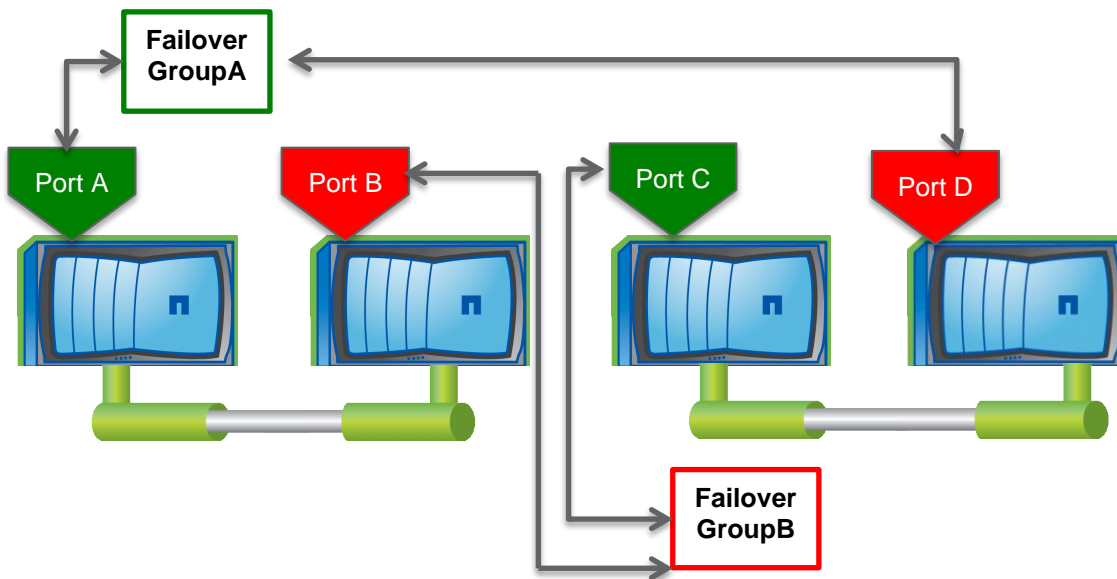 Failover
GroupA
Port A
Port B
Port C
Port D
Failover
GroupB